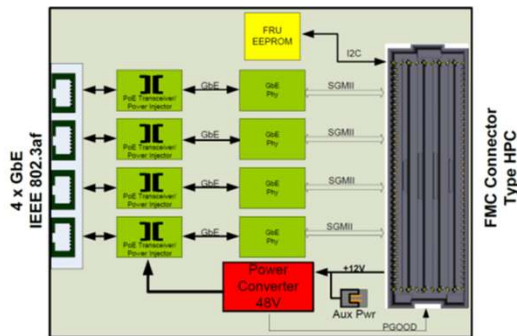 FRU
EEPROM
I2C
4 x GbE
IEEE 802.3af
PoE Transceiver/
Power Injector
GbE
GbE
Phy
SGMII
PoE Transceiver/
Power Injector
GbE
GbE
Phy
SGMII
PoE Transceiver/
Power Injector
GbE
GbE
Phy
SGMII
PoE Transceiver/
Power Injector
GbE
GbE
Phy
SGMII
FMC Connector
Type HPC
Power
Converter
48V
+12V
Aux Pwr
PGOOD